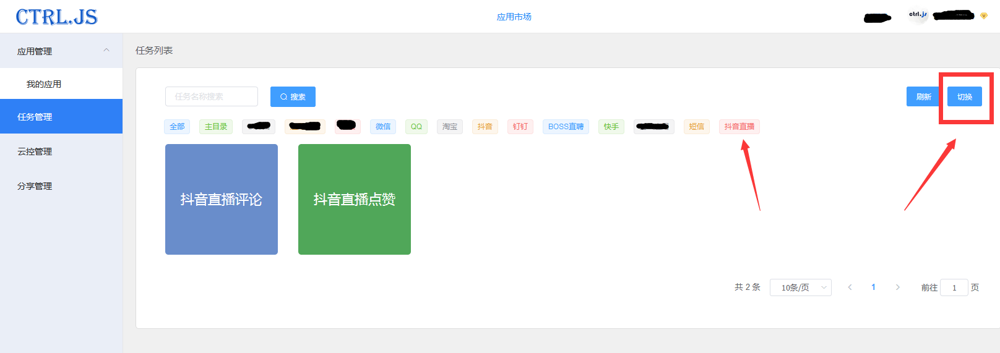 CTRL.JS
应用市场
ctrl.js
应用管理
我的应用
任务管理
云控管理
分享管理
任务列表
任务名称搜索
搜索
刷新
切换
全部 主目录 微信 QQ 淘宝 抖音 钉钉 BOSS直聘 快手 短信 抖音直播
抖音直播评论
抖音直播点赞
共 2 条 10条/页 1 前往 1 页